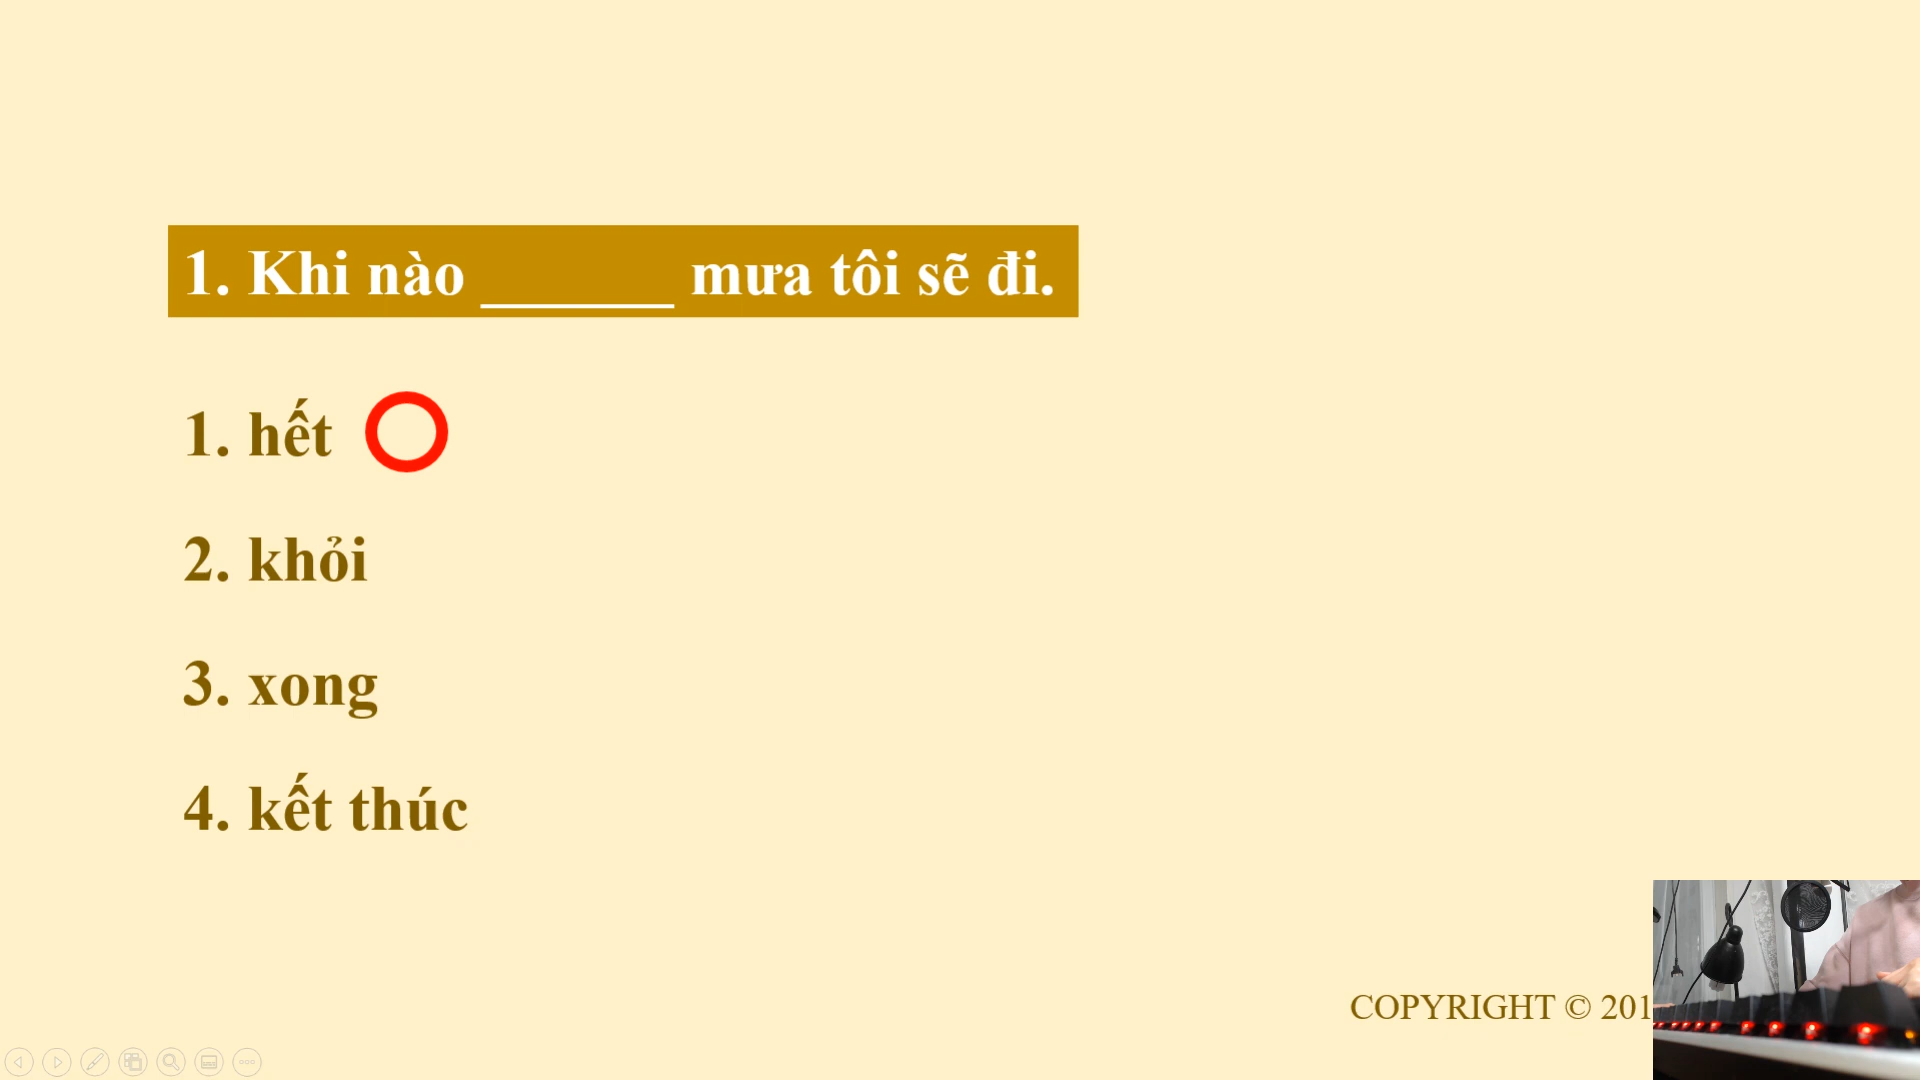 1. Khi nào ______ mưa tôi sẽ đi.
1. hết
2. khỏi
3. xong
4. kết thúc
COPYRIGHT © 201